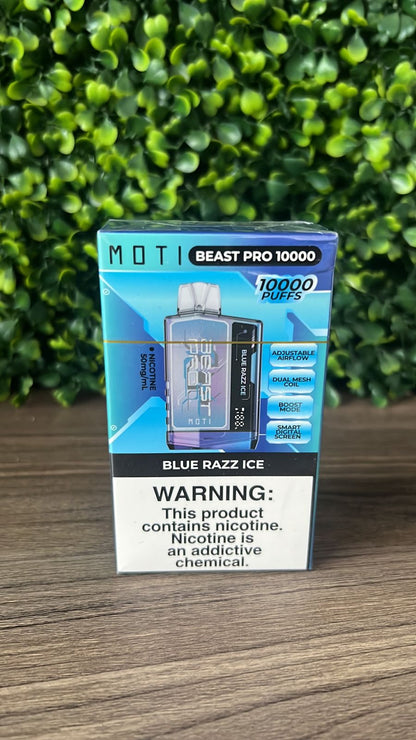 MOTI BEAST PRO 10000
10000
PUFFS
NICOTINE
50mg/mL
BEAST
MOTI
BLUE RAZZ ICE
ADJUSTABLE
AIRFLOW
DUAL MESH
COIL
BOOST
MODE
SMART
DIGITAL
SCREEN
BLUE RAZZ ICE
WARNING:
This product
contains nicotine.
Nicotine is
an addictive
chemical.